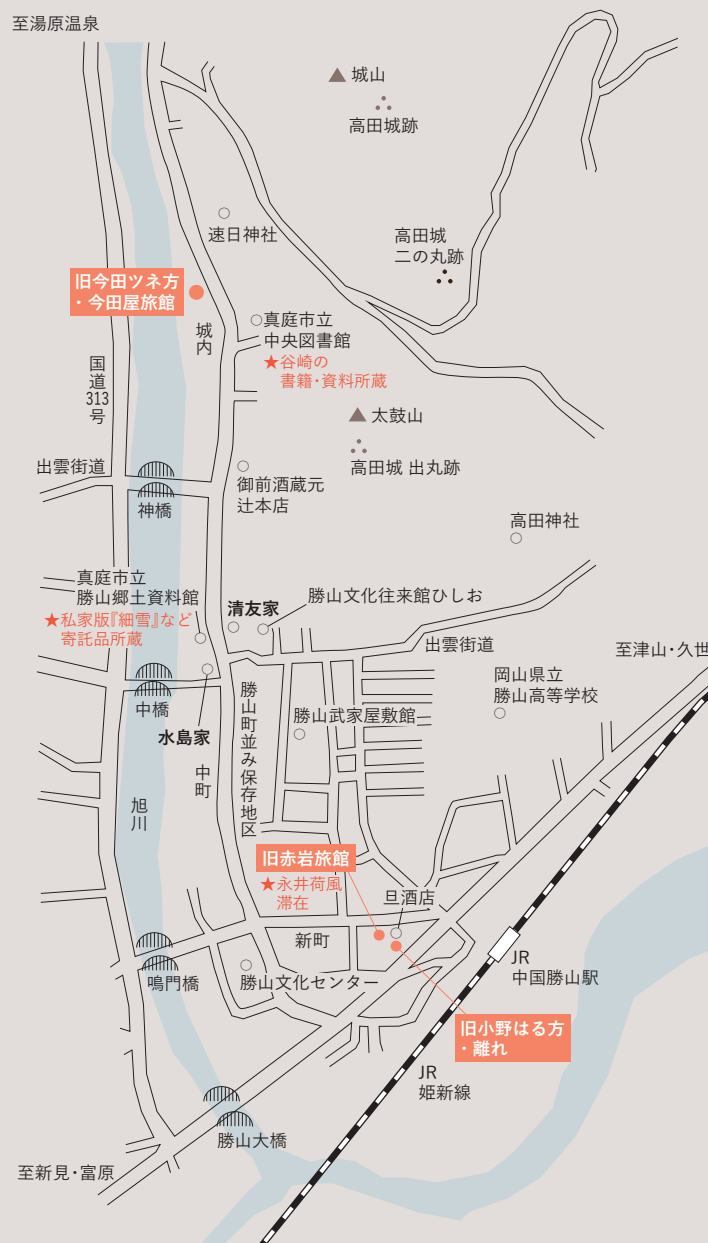 至湯原温泉
城山
高田城跡
速日神社
高田城
二の丸跡
旧今田ツネ方
・今田屋旅館
城内
真庭市立
中央図書館
★谷崎の
書籍・資料所蔵
国道313号
太鼓山
高田城 出丸跡
出雲街道
御前酒蔵元
辻本店
神橋
高田神社
真庭市立
勝山郷土資料館
★私家版『細雪』など
寄託品所蔵
清友家
勝山文化往来館ひしお
出雲街道
至津山・久世
岡山県立
勝山高等学校
中橋
水島家
勝山町並み保存地区
勝山武家屋敷館
中町
旭川
旧赤岩旅館
★永井荷風
滞在
旦酒店
新町
鳴門橋
勝山文化センター
JR
中国勝山駅
旧小野はる方
・離れ
JR
姫新線
勝山大橋
至新見・富原